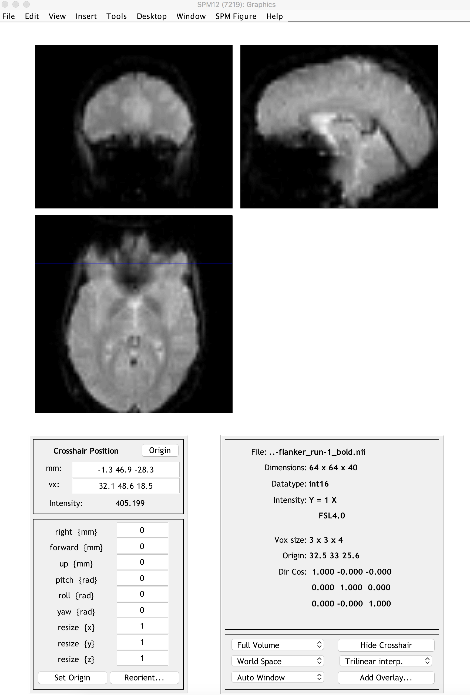 SPM12 (7219): Graphics
File Edit View Insert Tools Desktop Window SPM Figure Help
Crosshair Position Origin
mm: -1.3 46.9 -28.3
vx: 32.1 48.6 18.5
Intensity: 405.199
right {mm} 0
forward {mm} 0
up {mm} 0
pitch {rad} 0
roll {rad} 0
yaw {rad} 0
resize {x} 1
resize {y} 1
resize {z} 1
Set Origin Reorient...
File: ..-flanker_run-1_bold.nii
Dimensions: 64 x 64 x 40
Datatype: int16
Intensity: Y = 1 X
FSL4.0
Vox size: 3 x 3 x 4
Origin: 32.5 33 25.6
Dir Cos: 1.000 -0.000 -0.000
0.000 1.000 0.000
0.000 -0.000 1.000
Full Volume Hide Crosshair
World Space Trilinear interp.
Auto Window Add Overlay...